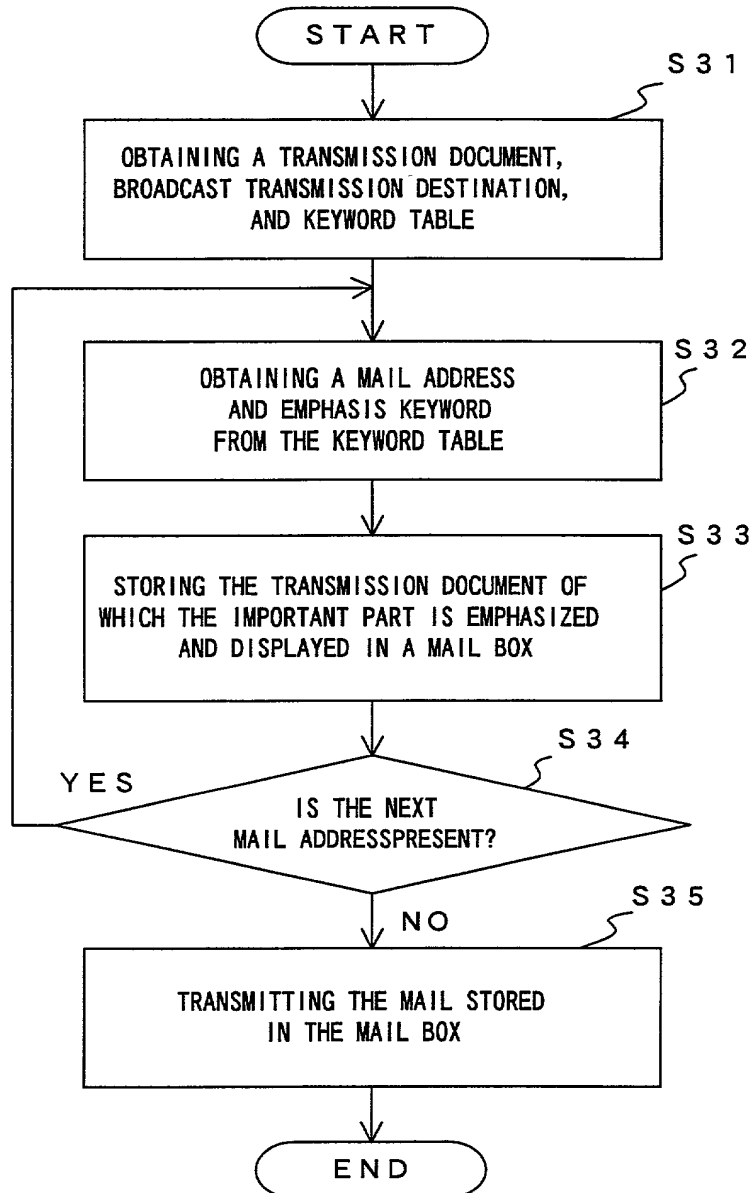 START
S31
OBTAINING A TRANSMISSION DOCUMENT,
BROADCAST TRANSMISSION DESTINATION,
AND KEYWORD TABLE
S32
OBTAINING A MAIL ADDRESS
AND EMPHASIS KEYWORD
FROM THE KEYWORD TABLE
S33
STORING THE TRANSMISSION DOCUMENT OF
WHICH THE IMPORTANT PART IS EMPHASIZED
AND DISPLAYED IN A MAIL BOX
S34
YES
IS THE NEXT
MAIL ADDRESSPRESENT?
S35
NO
TRANSMITTING THE MAIL STORED
IN THE MAIL BOX
END